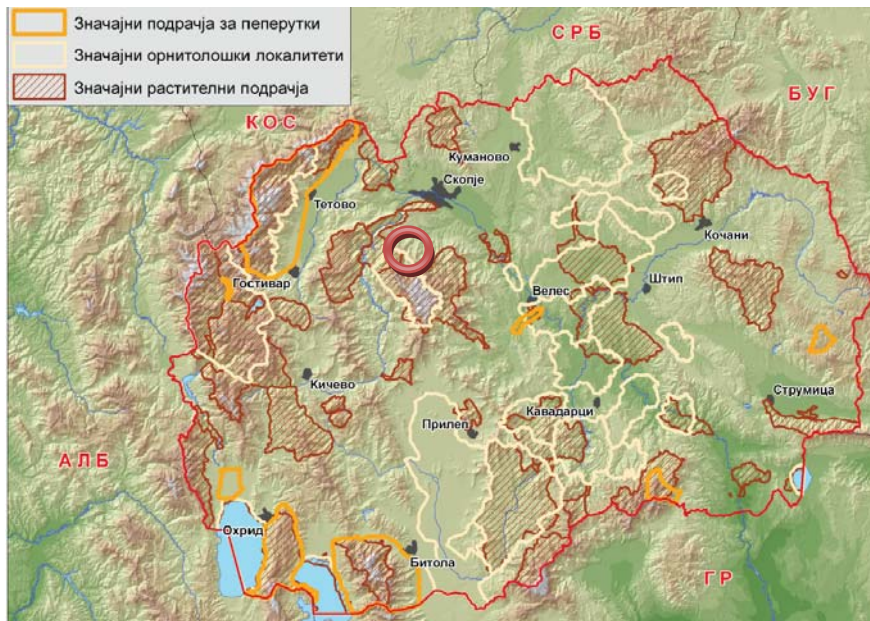 Значајни подрачја за пеперутки
Значајни орнитолошки локалитети
Значајни растителни подрачја
СРБ
БУГ
КОС
Куманово
Скопје
Тетово
Кочани
Гостивар
Штип
Велес
Кичево
Струмица
Кавадарци
Прилеп
АЛБ
Охрид
Битола
ГР